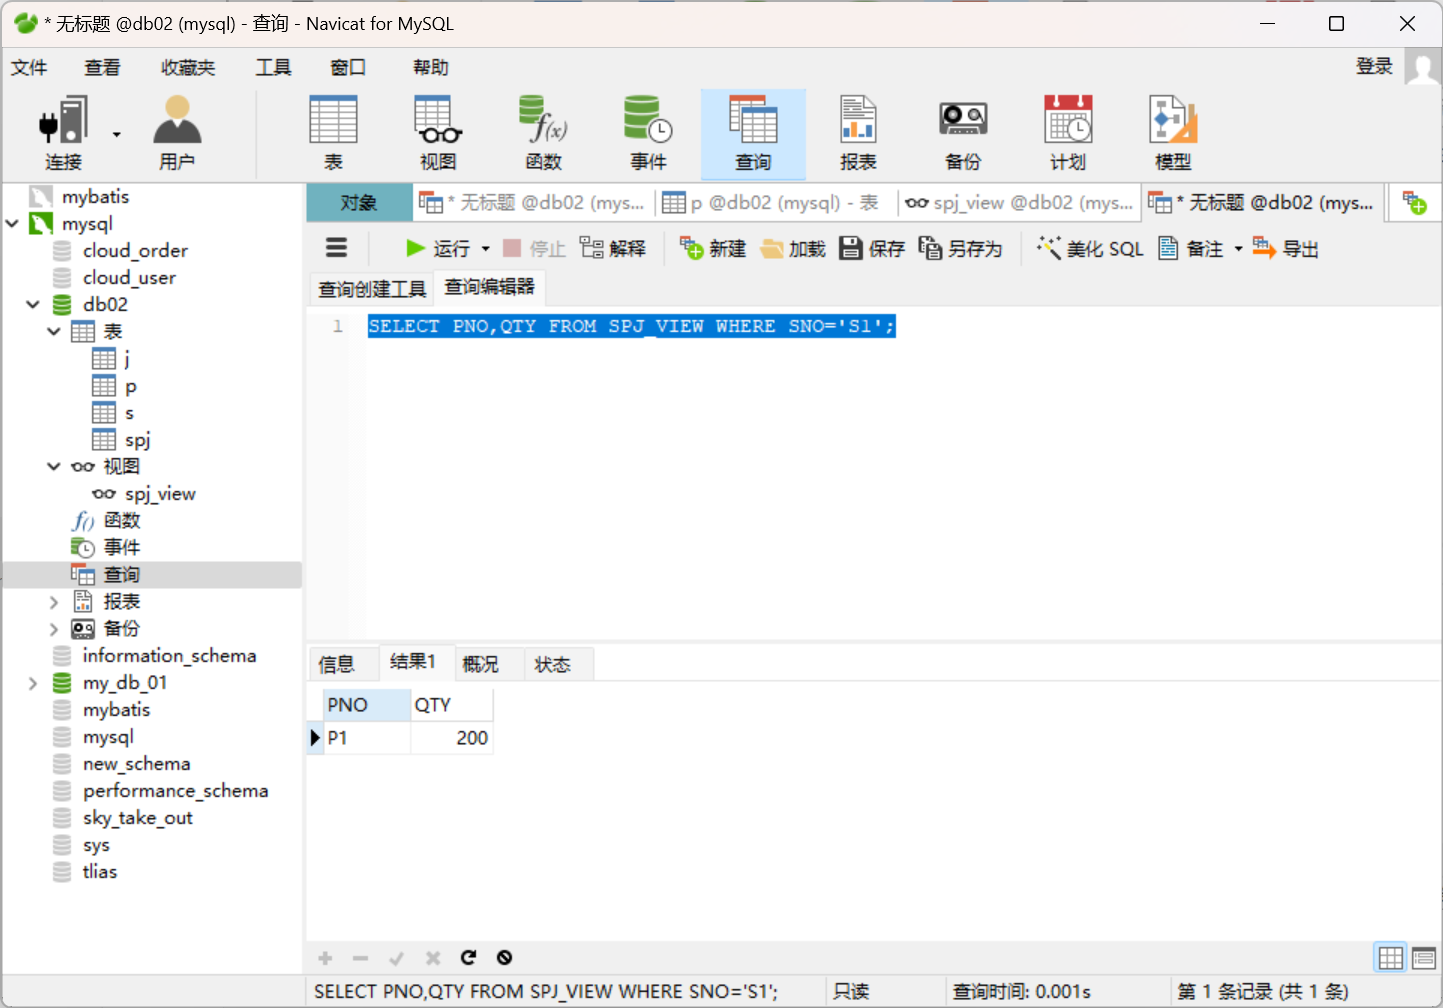 * 无标题 @db02 (mysql) - 查询 - Navicat for MySQL
文件 查看 收藏夹 工具 窗口 帮助 登录
连接 用户 表 视图 函数 事件 查询 报表 备份 计划 模型
对象 * 无标题 @db02 (mys... p @db02 (mysql) - 表 spj_view @db02 (mys... * 无标题 @db02 (mys...
运行 停止 解释 新建 加载 保存 另存为 美化 SQL 备注 导出
查询创建工具 查询编辑器
1 SELECT PNO,QTY FROM SPJ_VIEW WHERE SNO='S1';
mybatis
mysql
cloud_order
cloud_user
db02
表
j
p
s
spj
视图
spj_view
f() 函数
事件
查询
报表
备份
information_schema
my_db_01
mybatis
mysql
new_schema
performance_schema
sky_take_out
sys
tlias
信息 结果1 概况 状态
PNO QTY
P1 200
SELECT PNO,QTY FROM SPJ_VIEW WHERE SNO='S1'; 只读 查询时间: 0.001s 第 1 条记录 (共 1 条)